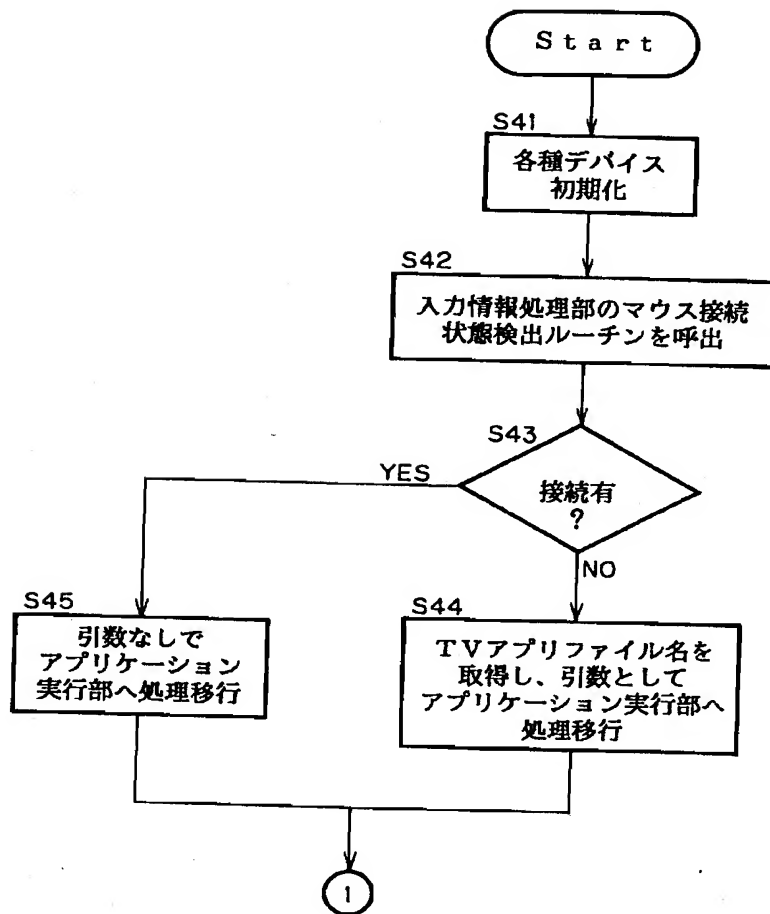 Start
S41
各種デバイス
初期化
S42
入力情報処理部のマウス接続
状態検出ルーチンを呼出
S43
接続有
?
YES
NO
S45
引数なしで
アプリケーション
実行部へ処理移行
S44
TVアプリファイル名を
取得し、引数として
アプリケーション実行部へ
処理移行
1